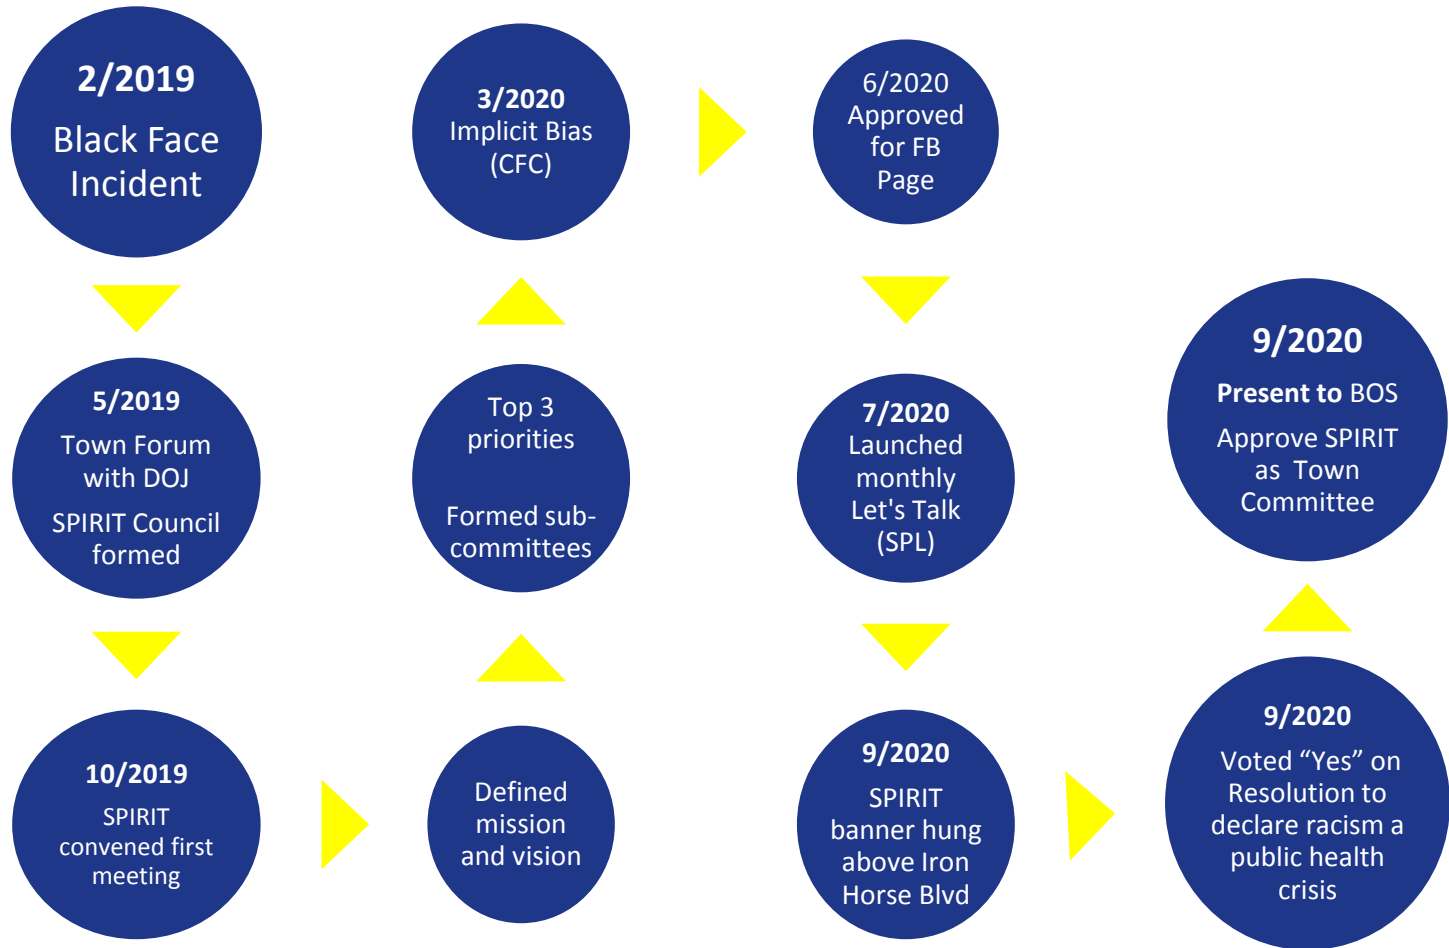 2/2019
Black Face
Incident
5/2019
Town Forum
with DOJ
SPIRIT Council
formed
10/2019
SPIRIT
convened first
meeting
Defined
mission
and vision
Top 3
priorities
Formed sub-
committees
3/2020
Implicit Bias
(CFC)
6/2020
Approved
for FB
Page
7/2020
Launched
monthly
Let's Talk
(SPL)
9/2020
SPIRIT
banner hung
above Iron
Horse Blvd
9/2020
Voted “Yes” on
Resolution to
declare racism a
public health
crisis
9/2020
Present to BOS
Approve SPIRIT
as Town
Committee